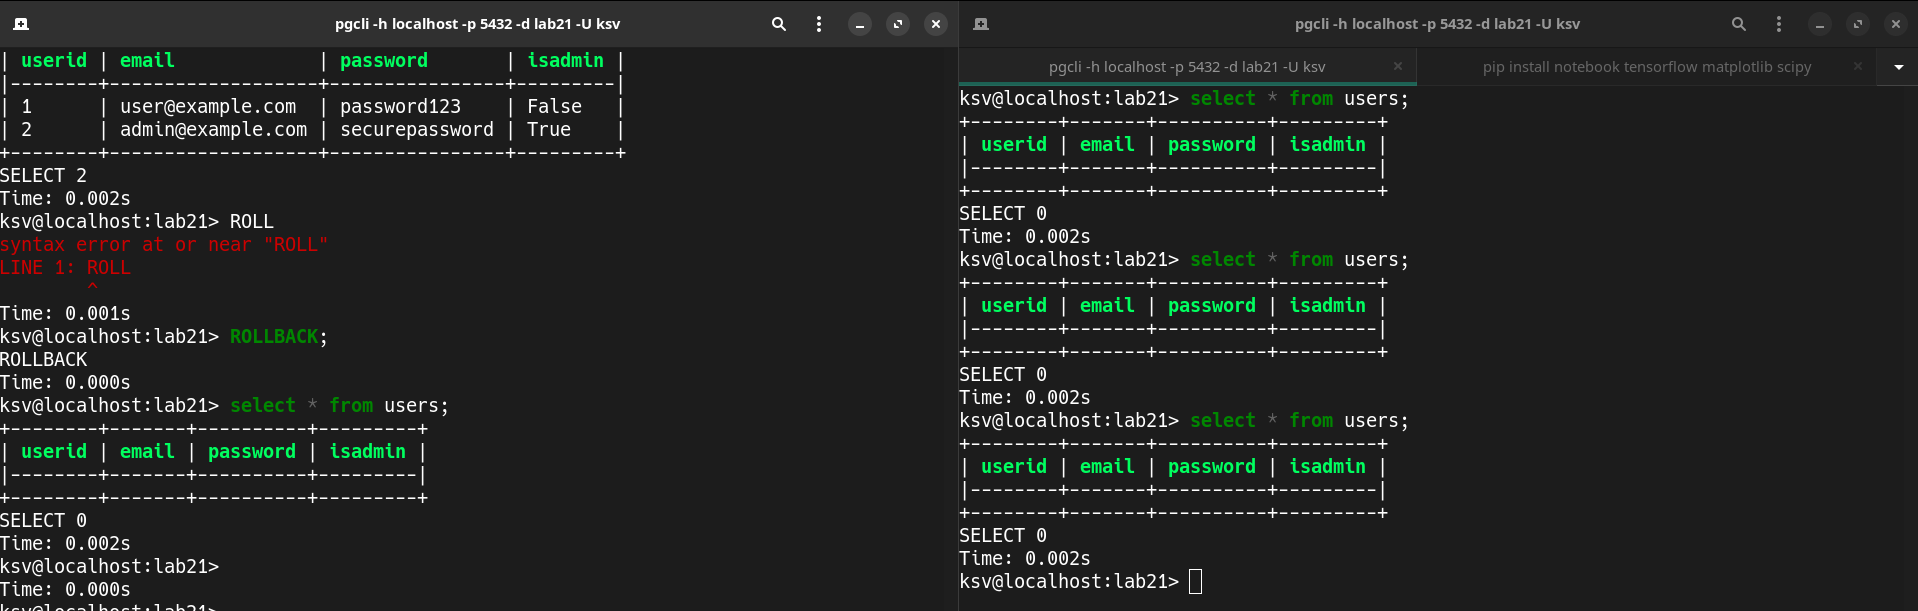 pgcli -h localhost -p 5432 -d lab21 -U ksv
| userid | email             | password       | isadmin |
|--------+-------------------+----------------+---------|
| 1      | user@example.com  | password123    | False   |
| 2      | admin@example.com | securepassword | True    |
+--------+-------------------+----------------+---------+
SELECT 2
Time: 0.002s
ksv@localhost:lab21> ROLL
syntax error at or near "ROLL"
LINE 1: ROLL
        ^
Time: 0.001s
ksv@localhost:lab21> ROLLBACK;
ROLLBACK
Time: 0.000s
ksv@localhost:lab21> select * from users;
+--------+-------+----------+---------+
| userid | email | password | isadmin |
|--------+-------+----------+---------|
+--------+-------+----------+---------+
SELECT 0
Time: 0.002s
ksv@localhost:lab21>
Time: 0.000s
ksv@localhost:lab21>
pgcli -h localhost -p 5432 -d lab21 -U ksv
pgcli -h localhost -p 5432 -d lab21 -U ksv
pip install notebook tensorflow matplotlib scipy
ksv@localhost:lab21> select * from users;
+--------+-------+----------+---------+
| userid | email | password | isadmin |
|--------+-------+----------+---------|
+--------+-------+----------+---------+
SELECT 0
Time: 0.002s
ksv@localhost:lab21> select * from users;
+--------+-------+----------+---------+
| userid | email | password | isadmin |
|--------+-------+----------+---------|
+--------+-------+----------+---------+
SELECT 0
Time: 0.002s
ksv@localhost:lab21> select * from users;
+--------+-------+----------+---------+
| userid | email | password | isadmin |
|--------+-------+----------+---------|
+--------+-------+----------+---------+
SELECT 0
Time: 0.002s
ksv@localhost:lab21>